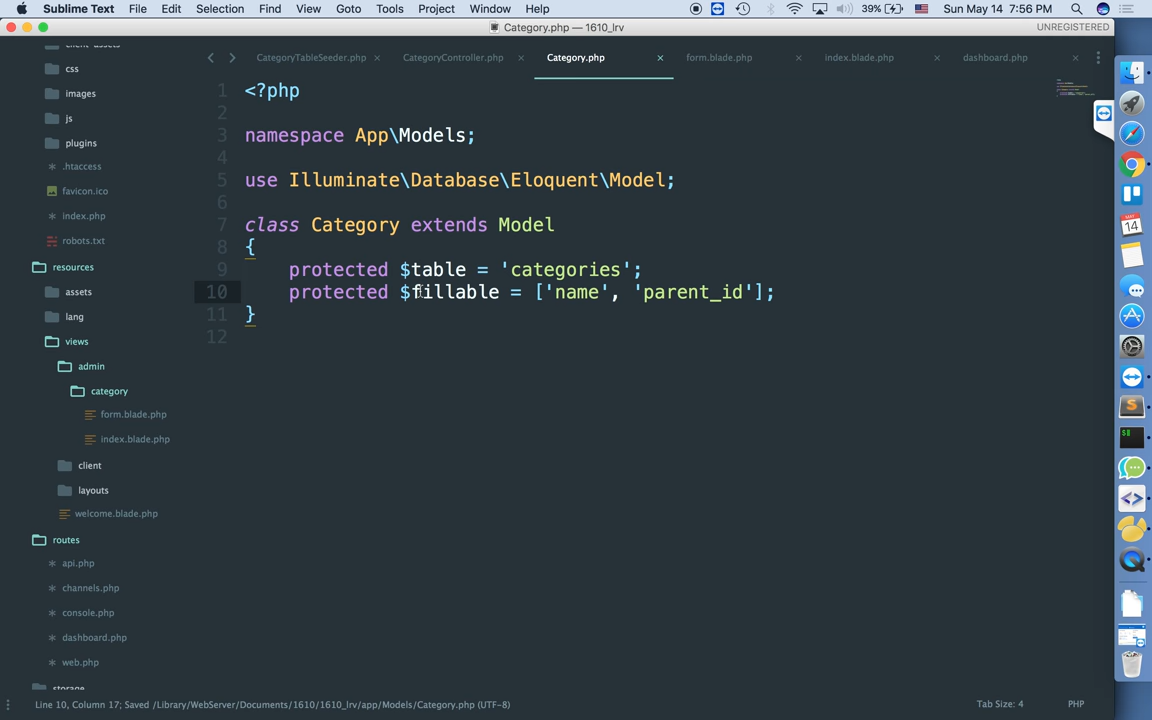 Sublime Text File Edit Selection Find View Goto Tools Project Window Help 39% Sun May 14 7:56 PM
Category.php — 1610_lrv UNREGISTERED
CategoryTableSeeder.php CategoryController.php Category.php form.blade.php index.blade.php dashboard.php
client-assets
css
images
js
plugins
.htaccess
favicon.ico
index.php
robots.txt
resources
assets
lang
views
admin
category
form.blade.php
index.blade.php
client
layouts
welcome.blade.php
routes
api.php
channels.php
console.php
dashboard.php
web.php
storage
1 <?php
2
3 namespace App\Models;
4
5 use Illuminate\Database\Eloquent\Model;
6
7 class Category extends Model
8 {
9 protected $table = 'categories';
10 protected $fillable = ['name', 'parent_id'];
11 }
12
MAY
14
Line 10, Column 17; Saved /Library/WebServer/Documents/1610/1610_lrv/app/Models/Category.php (UTF-8) Tab Size: 4 PHP